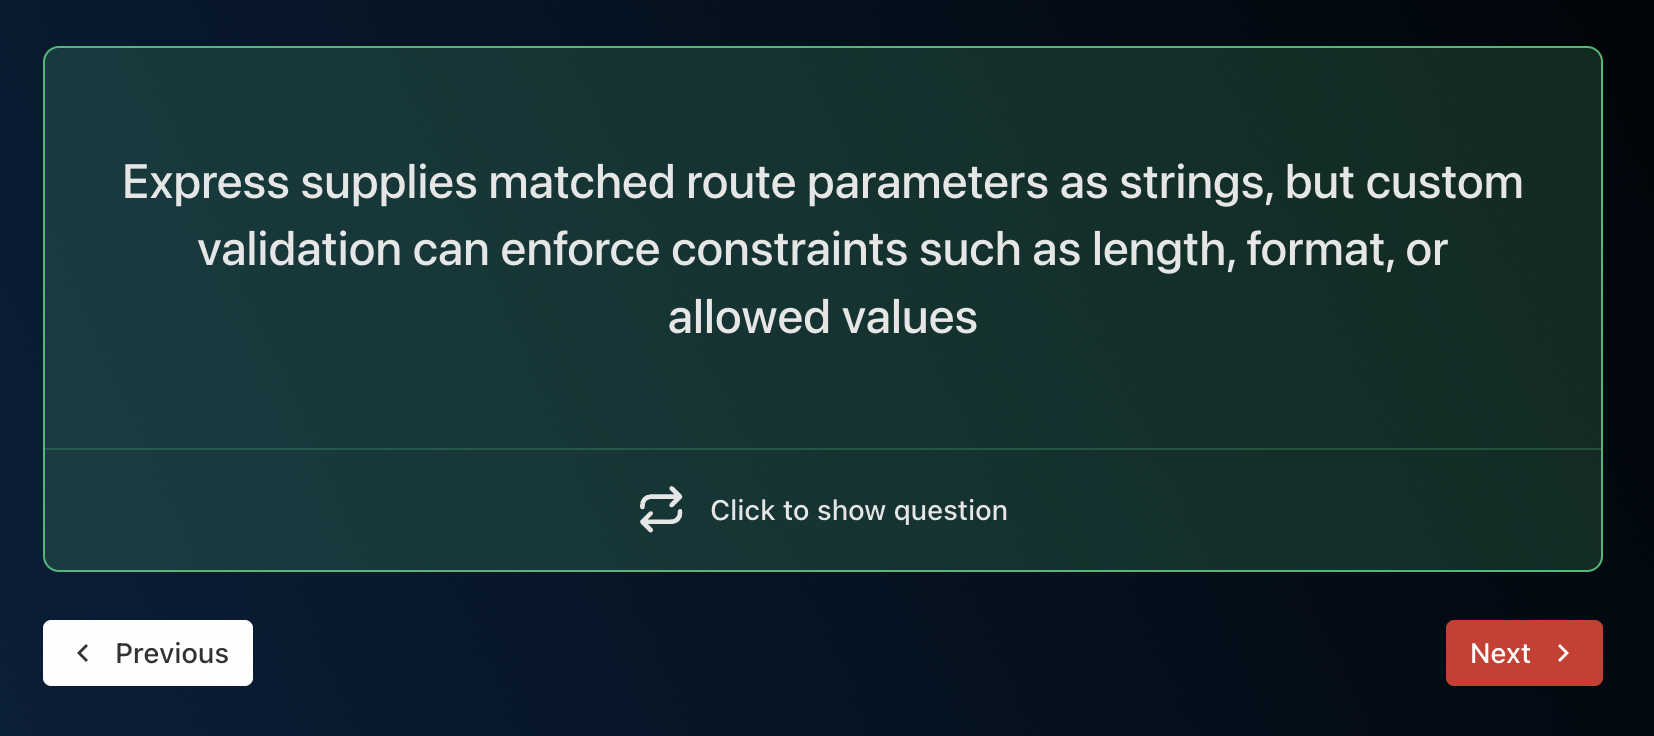 Express supplies matched route parameters as strings, but custom
validation can enforce constraints such as length, format, or
allowed values
Click to show question
Previous
Next